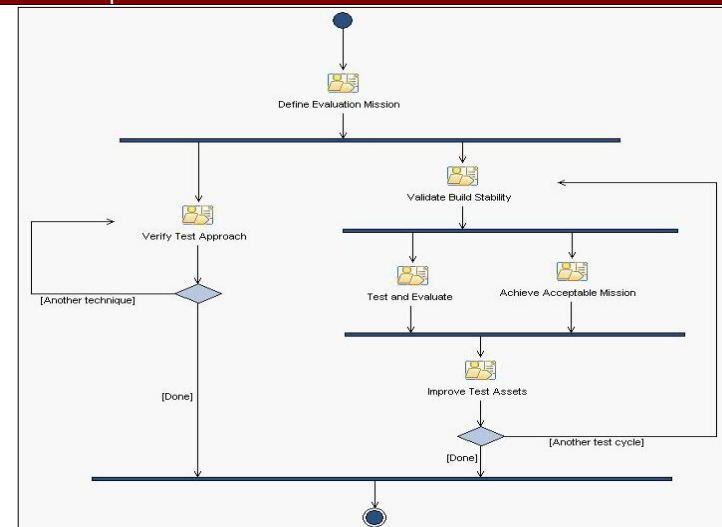 Define Evaluation Mission
Validate Build Stability
Verify Test Approach
[Another technique]
Test and Evaluate
Achieve Acceptable Mission
Improve Test Assets
[Done]
[Another test cycle]
[Done]